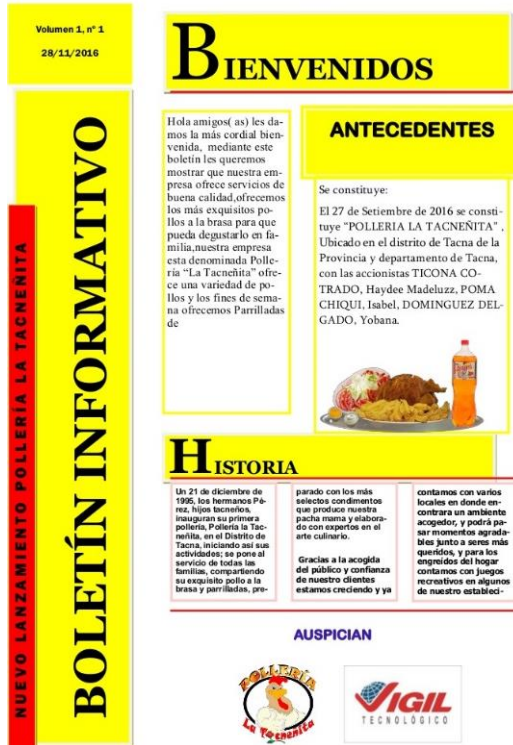 Volumen 1, nº 1
28/11/2016
NUEVO LANZAMIENTO POLLERÍA LA TACNEÑITA
BOLETÍN INFORMATIVO
BIENVENIDOS
Hola amigos( as) les da-
mos la más cordial bien-
venida, mediante este
boletín les queremos
mostrar que nuestra em-
presa ofrece servicios de
buena calidad,ofrecemos
los más exquisitos po-
llos a la brasa para que
pueda degustarlo en fa-
milia,nuestra empresa
esta denominada Polle-
ría “La Tacneñita” ofre-
ce una variedad de po-
llos y los fines de sema-
na ofrecemos Parrilladas
de
ANTECEDENTES
Se constituye:
El 27 de Setiembre de 2016 se consti-
tuye “POLLERIA LA TACNEÑITA” ,
Ubicado en el distrito de Tacna de la
Provincia y departamento de Tacna,
con las accionistas TICONA CO-
TRADO, Haydee Madeluzz, POMA
CHIQUI, Isabel, DOMINGUEZ DEL-
GADO, Yobana.
HISTORIA
Un 21 de diciembre de
1995, los hermanos Pé-
rez, hijos tacneños,
inauguran su primera
pollería, Pollería la Tac-
neñita, en el Distrito de
Tacna, iniciando así sus
actividades; se pone al
servicio de todas las
familias, compartiendo
su exquisito pollo a la
brasa y parrilladas, pre-
parado con los más
selectos condimentos
que produce nuestra
pacha mama y elabora-
do con expertos en el
arte culinario.
Gracias a la acogida
del público y confianza
de nuestro clientes
estamos creciendo y ya
contamos con varios
locales en donde en-
contrara un ambiente
acogedor, y podrá pa-
sar momentos agrada-
bles junto a seres más
queridos, y para los
engreídos del hogar
contamos con juegos
recreativos en algunos
de nuestro estableci-
AUSPICIAN
POLLERÍA
La Tacneñita
VIGIL
TECNOLÓGICO